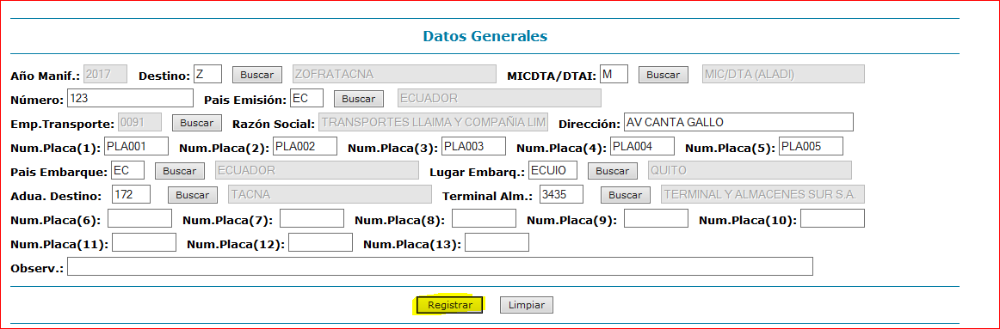 Datos Generales
Año Manif.: 2017 Destino: Z Buscar ZOFRATACNA MICDTA/DTAI: M Buscar MIC/DTA (ALADI)
Número: 123 Pais Emisión: EC Buscar ECUADOR
Emp.Transporte: 0091 Buscar Razón Social: TRANSPORTES LLAIMA Y COMPAÑIA LIM Dirección: AV CANTA GALLO
Num.Placa(1): PLA001 Num.Placa(2): PLA002 Num.Placa(3): PLA003 Num.Placa(4): PLA004 Num.Placa(5): PLA005
Pais Embarque: EC Buscar ECUADOR Lugar Embarq.: ECUIO Buscar QUITO
Adua. Destino: 172 Buscar TACNA Terminal Alm.: 3435 Buscar TERMINAL Y ALMACENES SUR S.A.
Num.Placa(6): Num.Placa(7): Num.Placa(8): Num.Placa(9): Num.Placa(10):
Num.Placa(11): Num.Placa(12): Num.Placa(13):
Observ.:
Registrar Limpiar